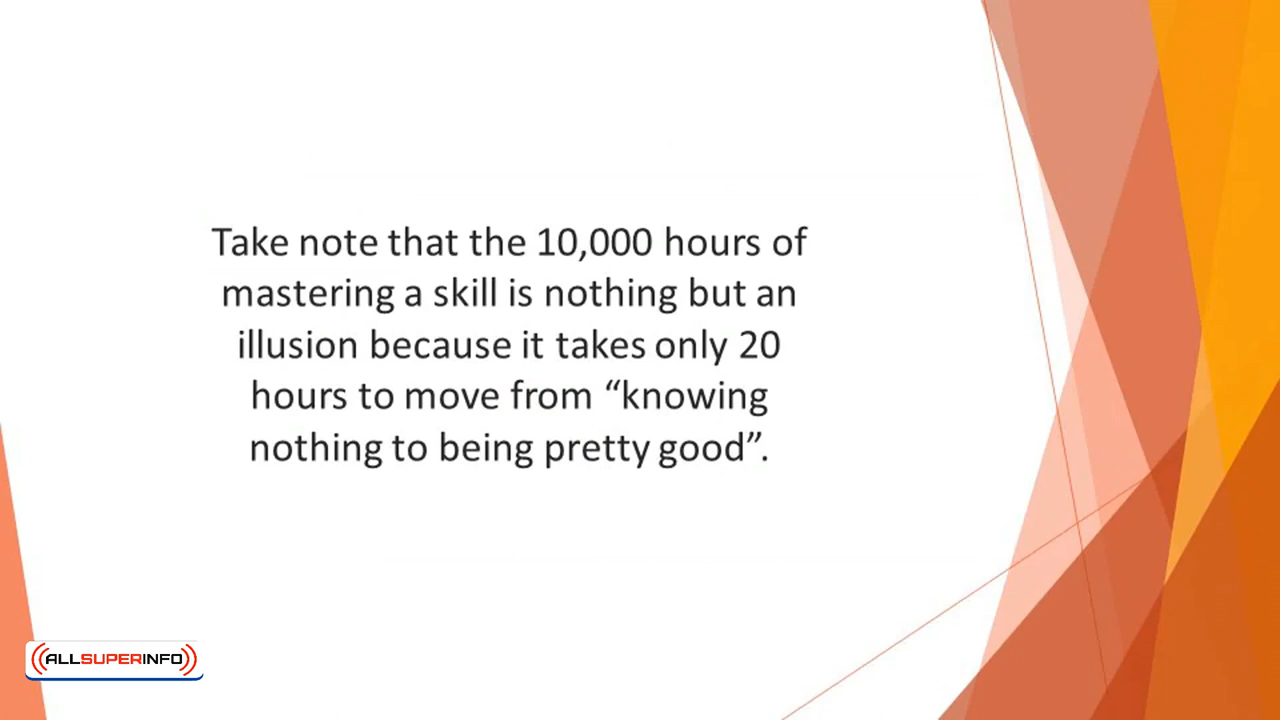 Take note that the 10,000 hours of
mastering a skill is nothing but an
illusion because it takes only 20
hours to move from “knowing
nothing to being pretty good”.
ALLSUPERINFO